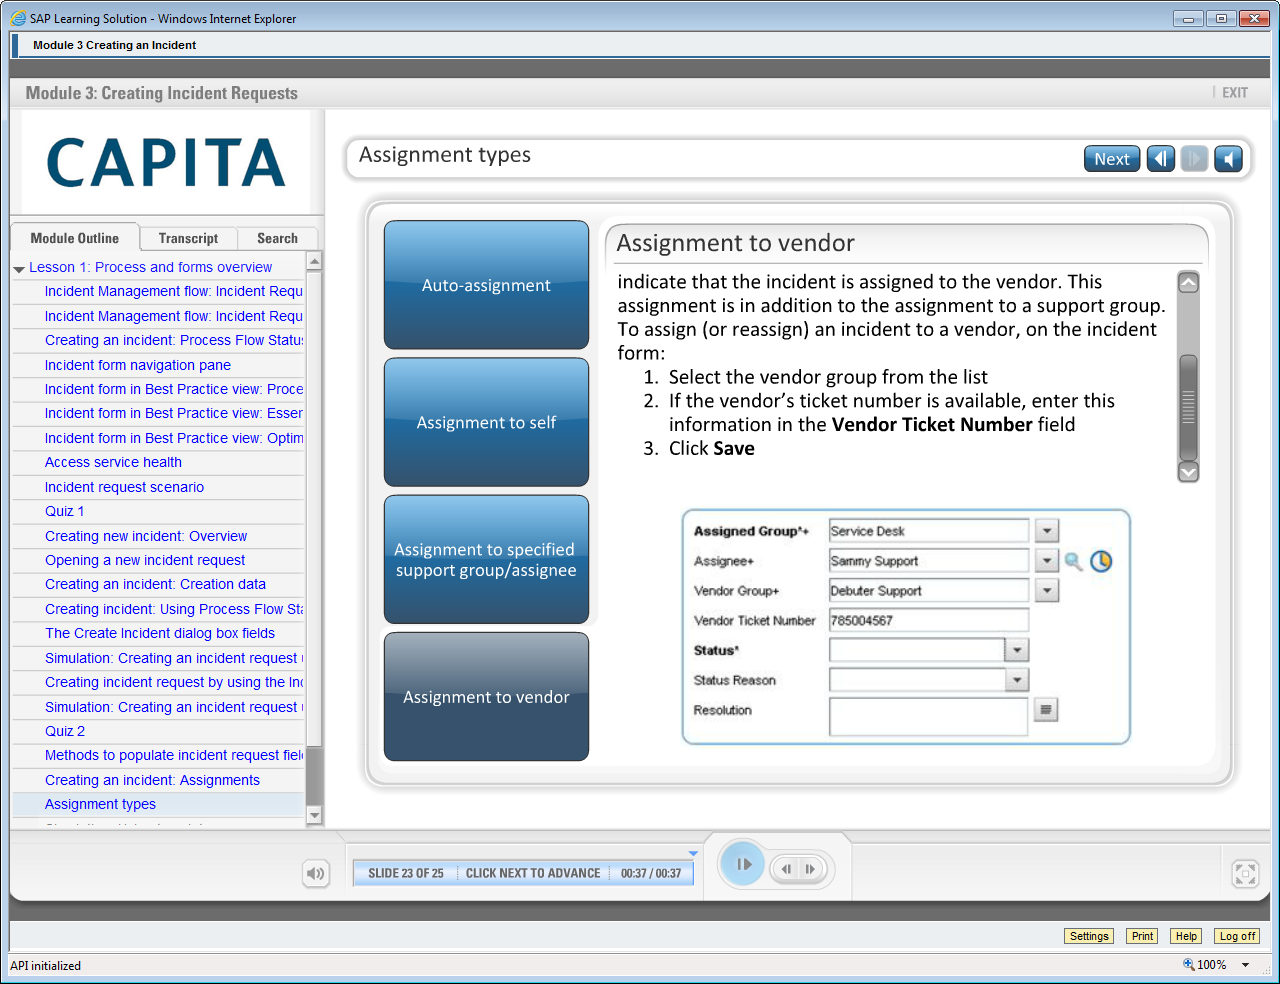 SAP Learning Solution - Windows Internet Explorer
Module 3 Creating an Incident
Module 3: Creating Incident Requests
EXIT
CAPITA
Module Outline
Transcript
Search
Lesson 1: Process and forms overview
Incident Management flow: Incident Requ
Incident Management flow: Incident Requ
Creating an incident: Process Flow Statu
Incident form navigation pane
Incident form in Best Practice view: Proce
Incident form in Best Practice view: Esser
Incident form in Best Practice view: Optim
Access service health
Incident request scenario
Quiz 1
Creating new incident: Overview
Opening a new incident request
Creating an incident: Creation data
Creating incident: Using Process Flow Sta
The Create Incident dialog box fields
Simulation: Creating an incident request
Creating incident request by using the Inc
Simulation: Creating an incident request
Quiz 2
Methods to populate incident request fiel
Creating an incident: Assignments
Assignment types
Assignment types
Next
Auto-assignment
Assignment to self
Assignment to specified
support group/assignee
Assignment to vendor
Assignment to vendor
indicate that the incident is assigned to the vendor. This
assignment is in addition to the assignment to a support group.
To assign (or reassign) an incident to a vendor, on the incident
form:
1. Select the vendor group from the list
2. If the vendor’s ticket number is available, enter this
information in the Vendor Ticket Number field
3. Click Save
Assigned Group*+ Service Desk
Assignee+ Sammy Support
Vendor Group+ Debuter Support
Vendor Ticket Number 785004567
Status*
Status Reason
Resolution
SLIDE 23 OF 25
CLICK NEXT TO ADVANCE
00:37 / 00:37
Settings
Print
Help
Log off
API initialized
100%